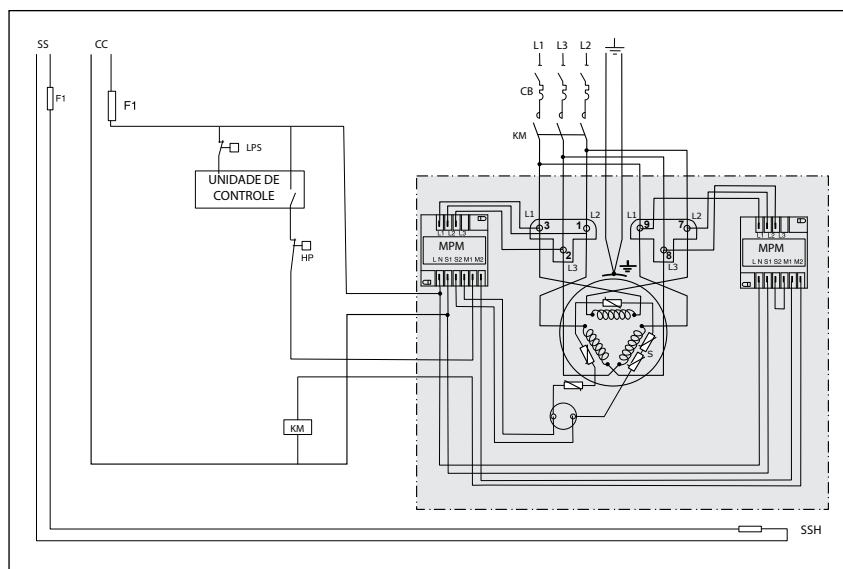 SS
CC
L1
L3
L2
F1
F1
CB
KM
LPS
UNIDADE DE
CONTROLE
HP
L1
3
1
L2
L1
9
7
L2
2
L3
8
L3
L1 L2 L3
MPM
L N S1 S2 M1 M2
L1 L2 L3
MPM
L N S1 S2 M1 M2
S
KM
SSH